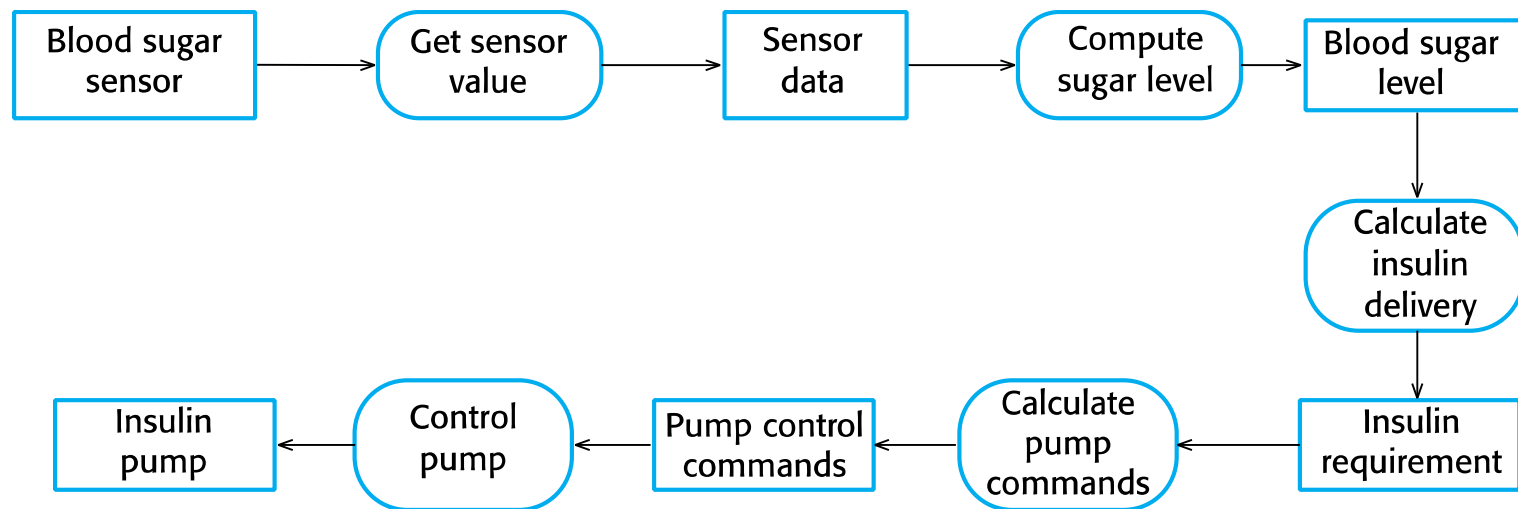 Blood sugar
sensor
Get sensor
value
Sensor
data
Compute
sugar level
Blood sugar
level
Calculate
insulin
delivery
Insulin
requirement
Calculate
pump
commands
Pump control
commands
Control
pump
Insulin
pump